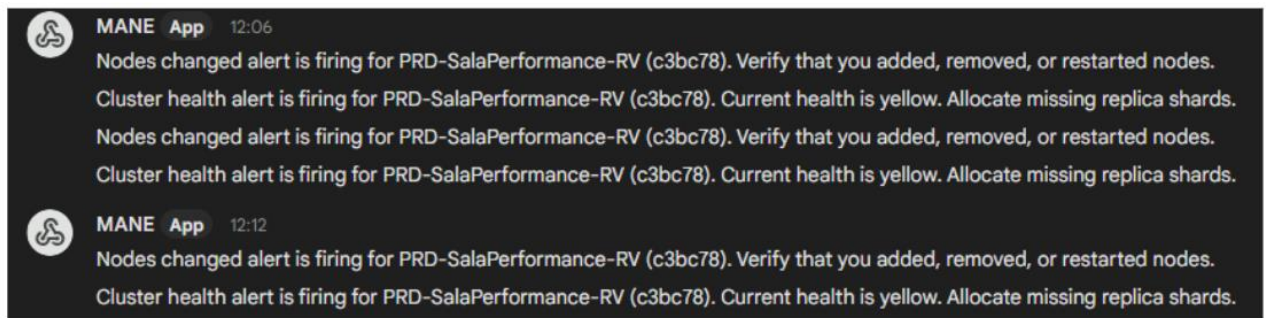 MANE App 12:06
Nodes changed alert is firing for PRD-SalaPerformance-RV (c3bc78). Verify that you added, removed, or restarted nodes.
Cluster health alert is firing for PRD-SalaPerformance-RV (c3bc78). Current health is yellow. Allocate missing replica shards.
Nodes changed alert is firing for PRD-SalaPerformance-RV (c3bc78). Verify that you added, removed, or restarted nodes.
Cluster health alert is firing for PRD-SalaPerformance-RV (c3bc78). Current health is yellow. Allocate missing replica shards.
MANE App 12:12
Nodes changed alert is firing for PRD-SalaPerformance-RV (c3bc78). Verify that you added, removed, or restarted nodes.
Cluster health alert is firing for PRD-SalaPerformance-RV (c3bc78). Current health is yellow. Allocate missing replica shards.